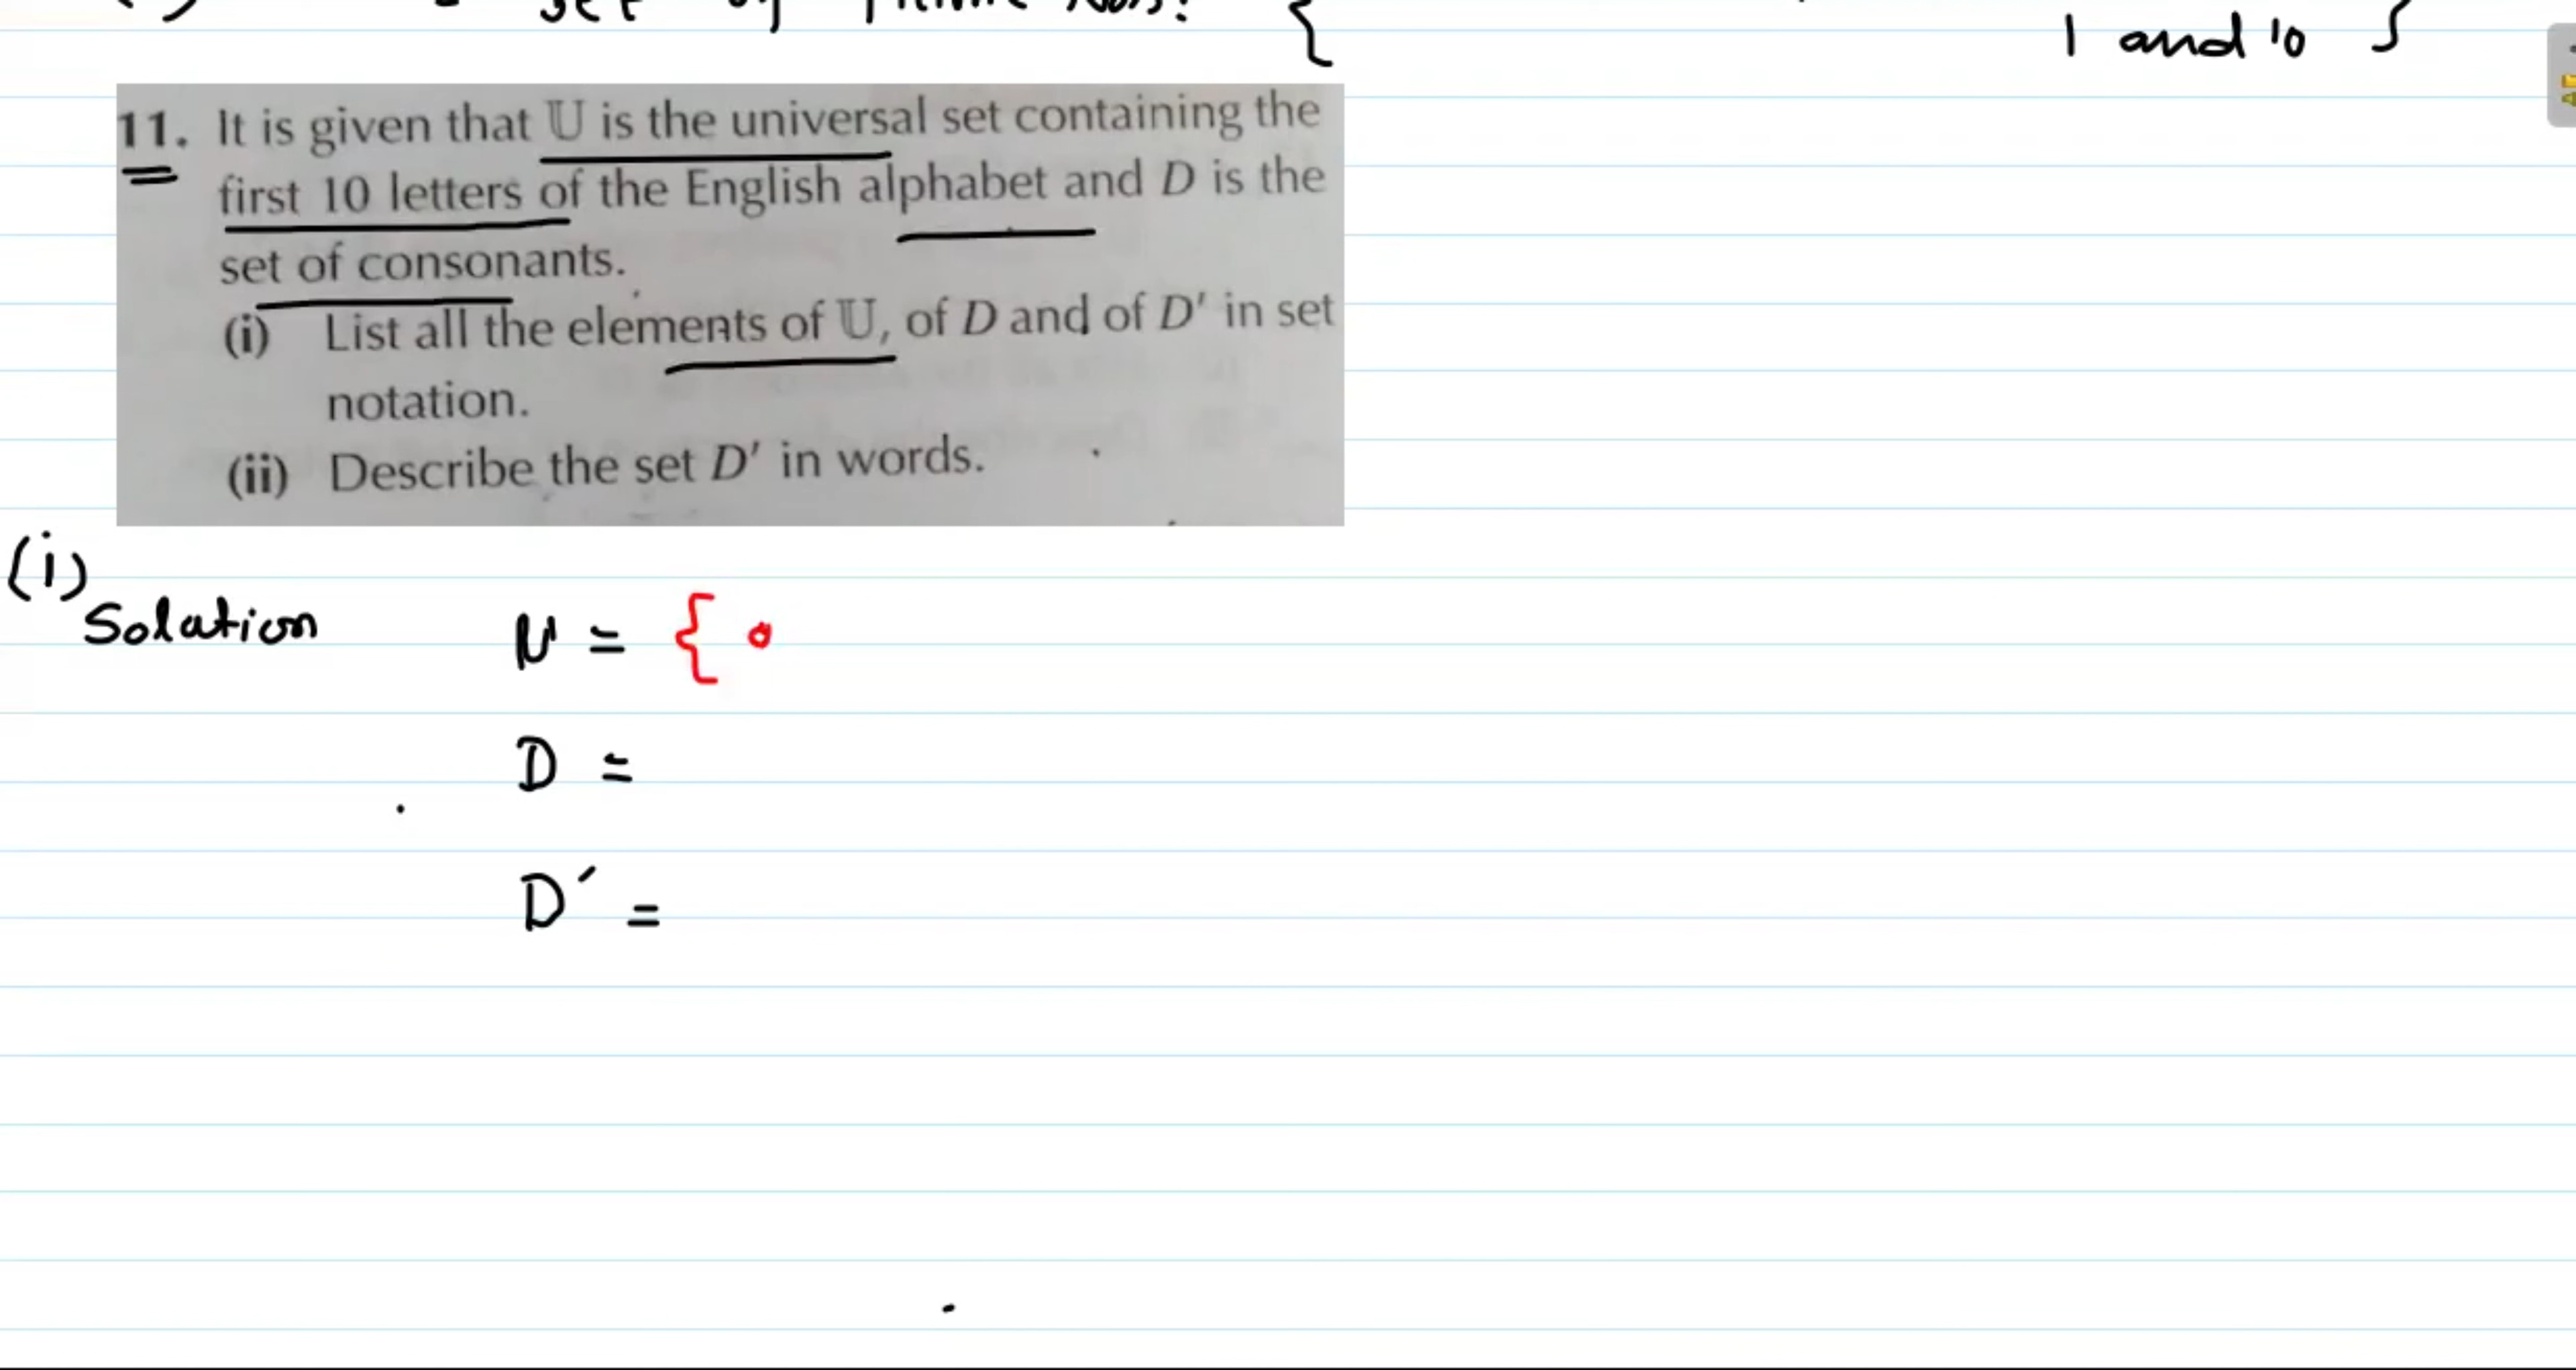 set of
1 and 10 }
11. It is given that 𝕌 is the universal set containing the
first 10 letters of the English alphabet and D is the
set of consonants.
(i) List all the elements of 𝕌, of D and of D′ in set
notation.
(ii) Describe the set D′ in words.
(i)
Solution
𝕌 = {
D =
D′ =